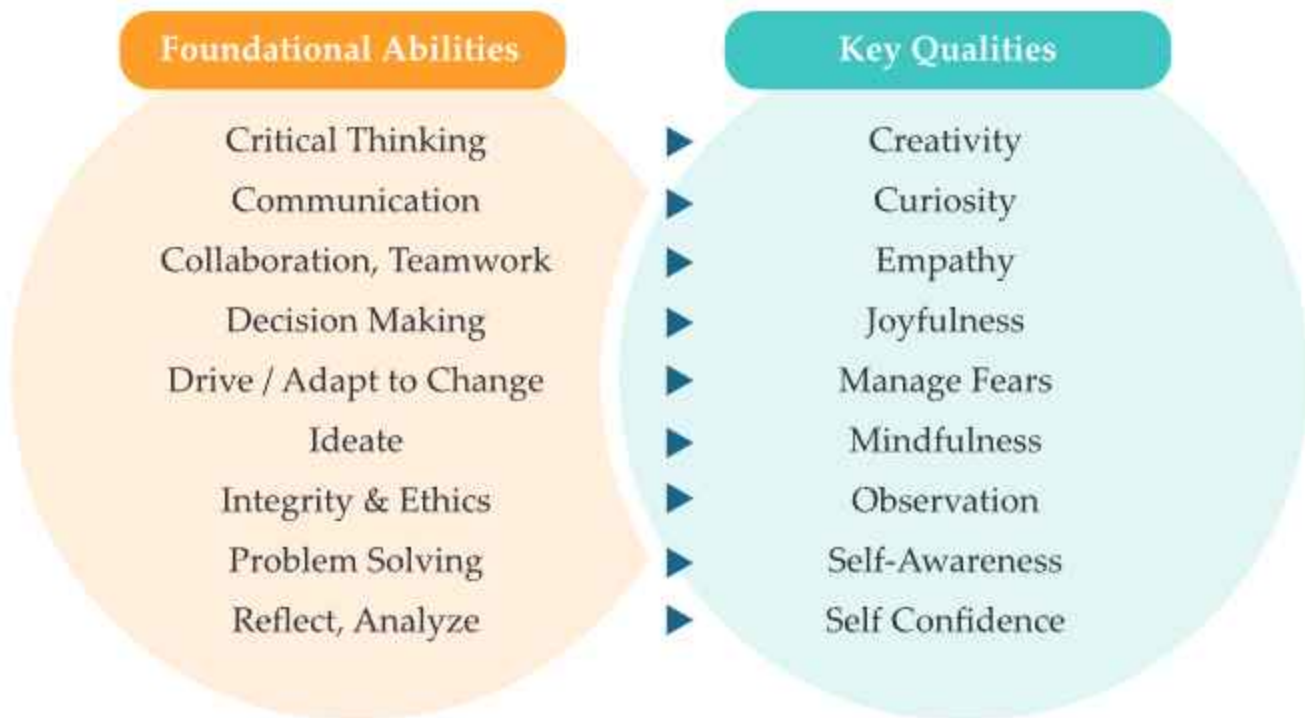 Foundational Abilities
Critical Thinking
Communication
Collaboration, Teamwork
Decision Making
Drive / Adapt to Change
Ideate
Integrity & Ethics
Problem Solving
Reflect, Analyze
Key Qualities
Creativity
Curiosity
Empathy
Joyfulness
Manage Fears
Mindfulness
Observation
Self-Awareness
Self Confidence